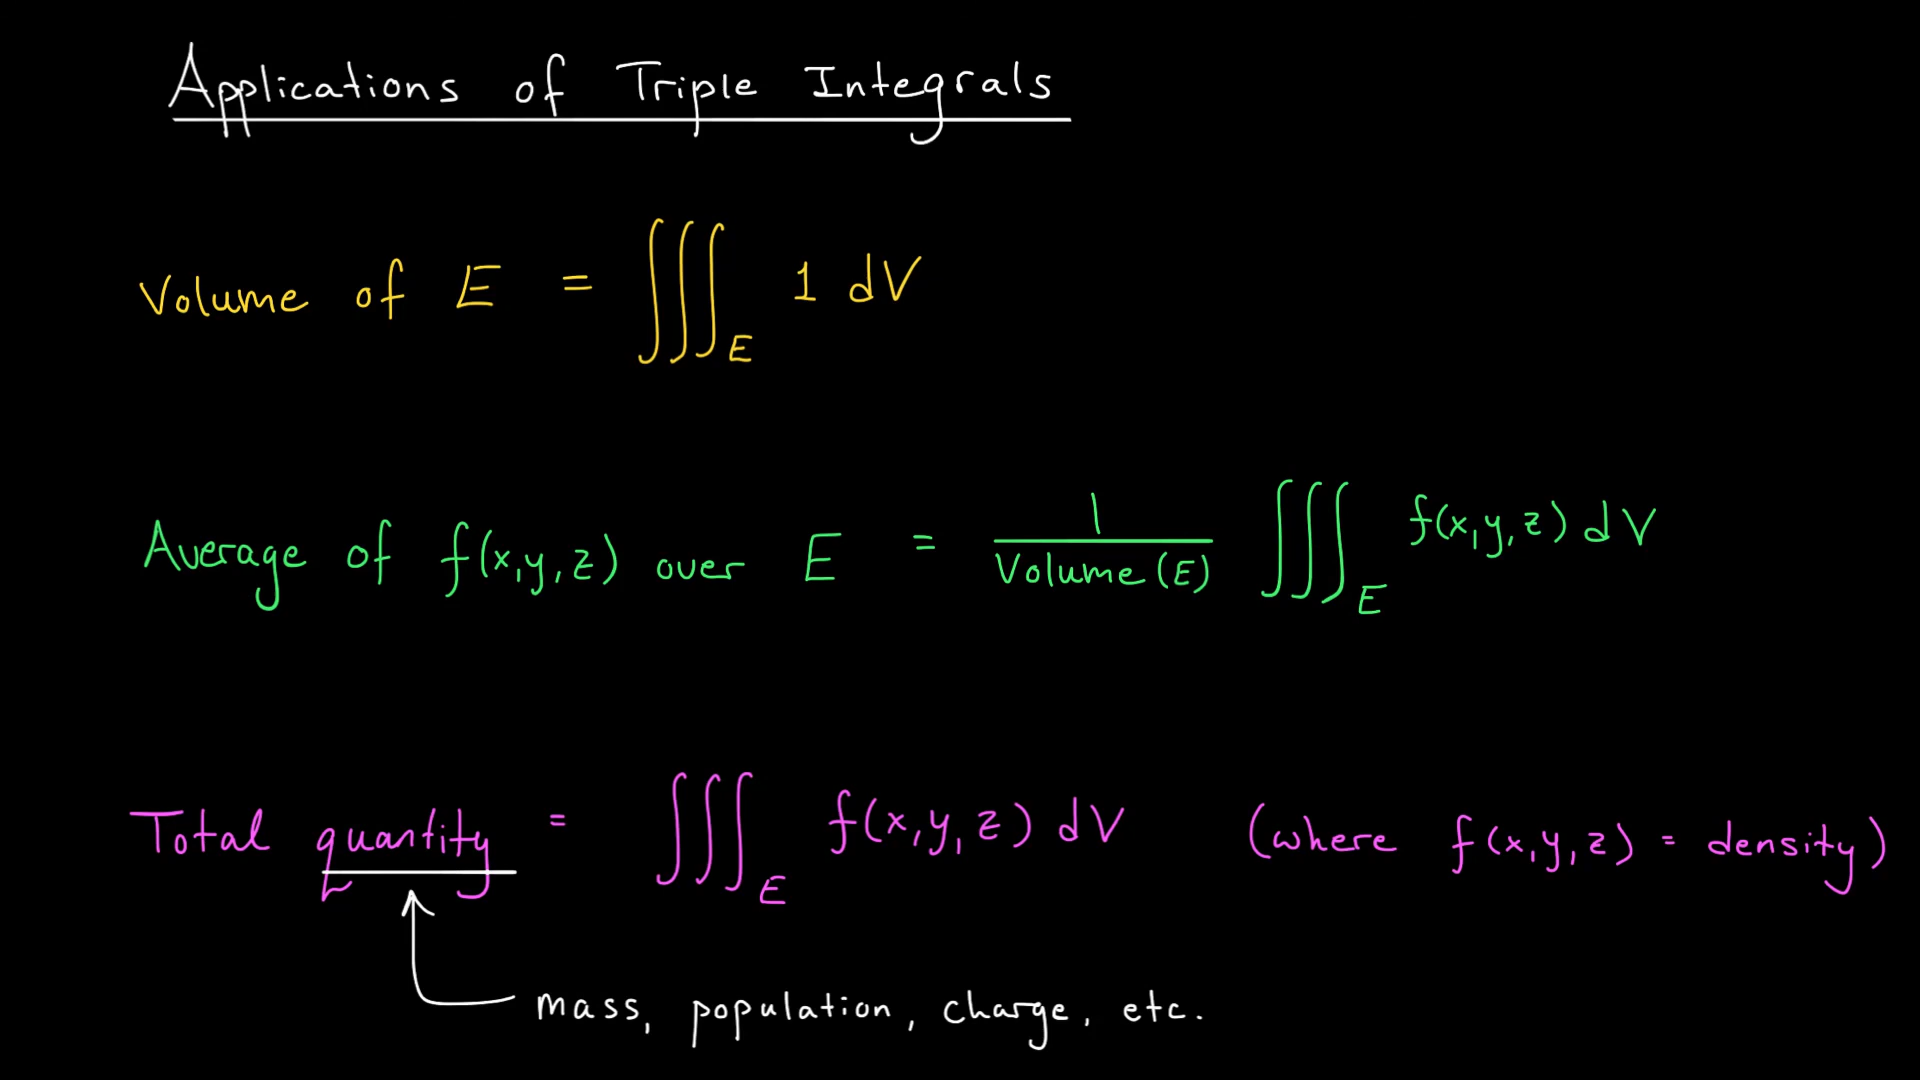 Applications of Triple Integrals
Volume of E = ∭_E 1 dV
Average of f(x,y,z) over E = 1/Volume(E) ∭_E f(x,y,z) dV
Total quantity = ∭_E f(x,y,z) dV (where f(x,y,z) = density)
mass, population, charge, etc.